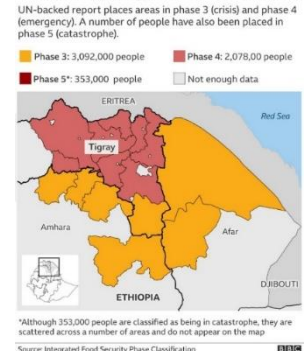 UN-backed report places areas in phase 3 (crisis) and phase 4
(emergency). A number of people have also been placed in
phase 5 (catastrophe).
Phase 3: 3,092,000 people
Phase 4: 2,078,00 people
Phase 5*: 353,000 people
Not enough data
ERITREA
Red Sea
Tigray
Amhara
Afar
DJIBOUTI
ETHIOPIA
*Although 353,000 people are classified as being in catastrophe, they are
scattered across a number of areas and do not appear on the map
Source: Integrated Food Security Phase Classification
BBC